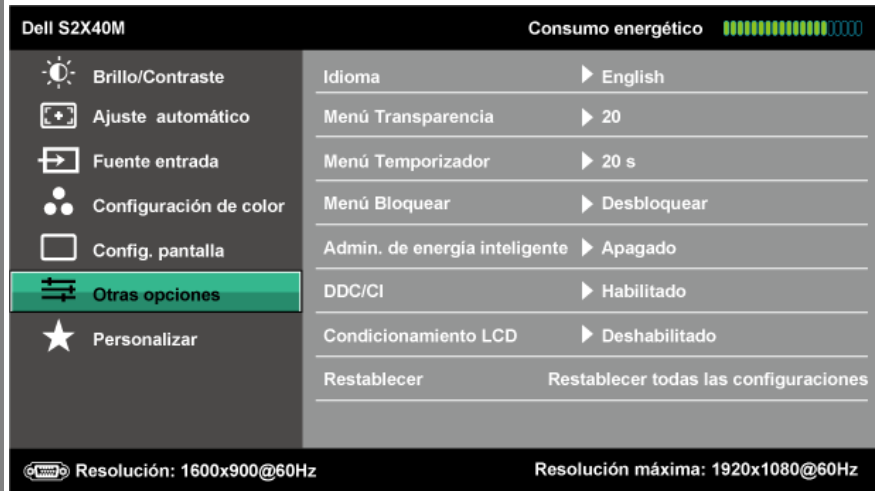 Dell S2X40M Consumo energético
Brillo/Contraste Idioma English
Ajuste automático Menú Transparencia 20
Fuente entrada Menú Temporizador 20 s
Configuración de color Menú Bloquear Desbloquear
Config. pantalla Admin. de energía inteligente Apagado
Otras opciones DDC/CI Habilitado
Personalizar Condicionamiento LCD Deshabilitado
Restablecer Restablecer todas las configuraciones
Resolución: 1600x900@60Hz Resolución máxima: 1920x1080@60Hz